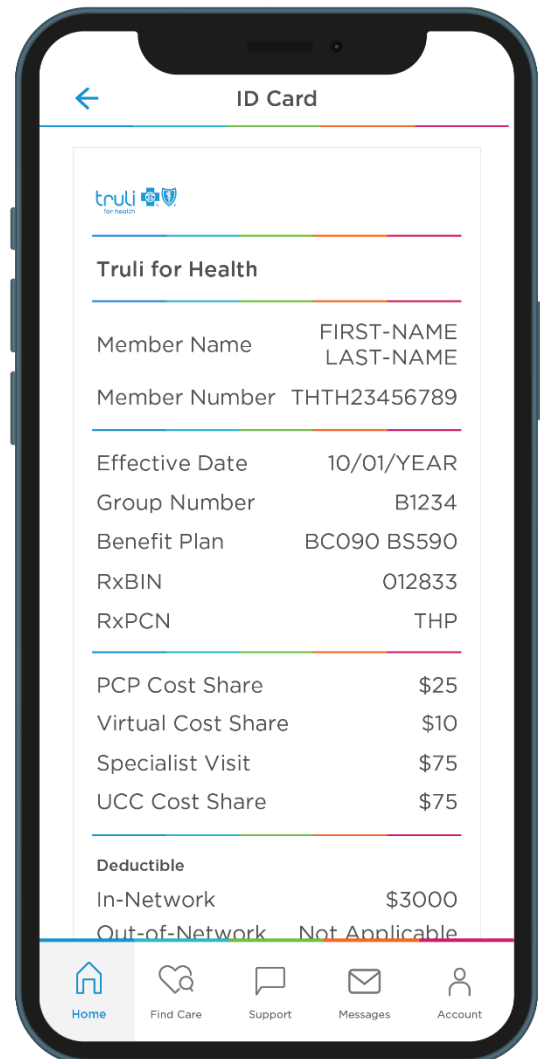 ID Card
truli
for health
Truli for Health
Member Name FIRST-NAME
LAST-NAME
Member Number THTH23456789
Effective Date 10/01/YEAR
Group Number B1234
Benefit Plan BC090 BS590
RxBIN 012833
RxPCN THP
PCP Cost Share $25
Virtual Cost Share $10
Specialist Visit $75
UCC Cost Share $75
Deductible
In-Network $3000
Out-of-Network Not Applicable
Home Find Care Support Messages Account